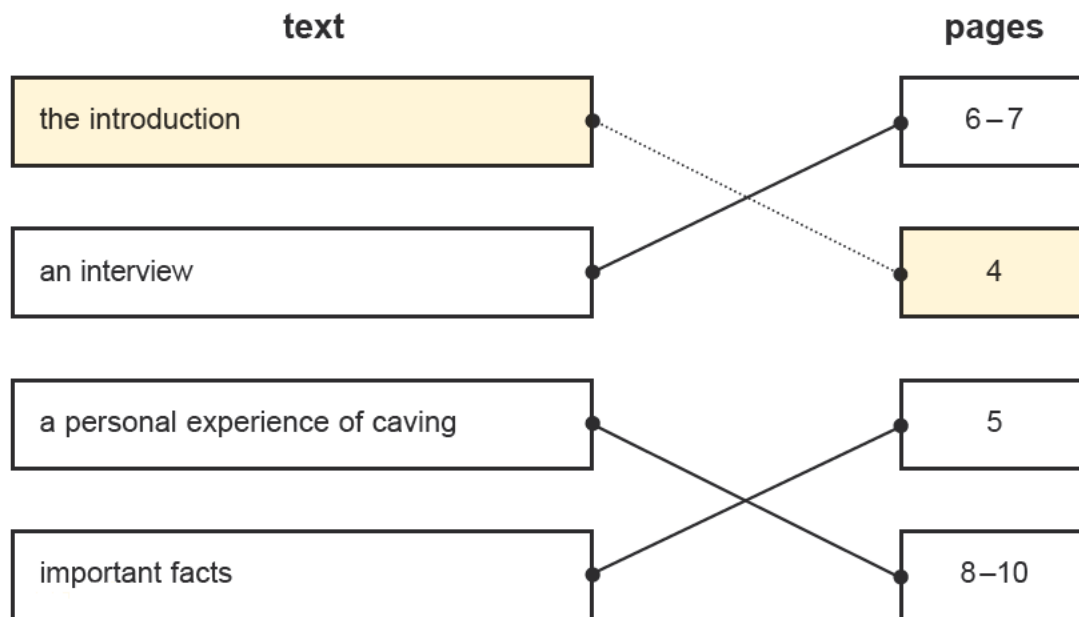 text pages
the introduction 6–7
an interview 4
a personal experience of caving 5
important facts 8–10